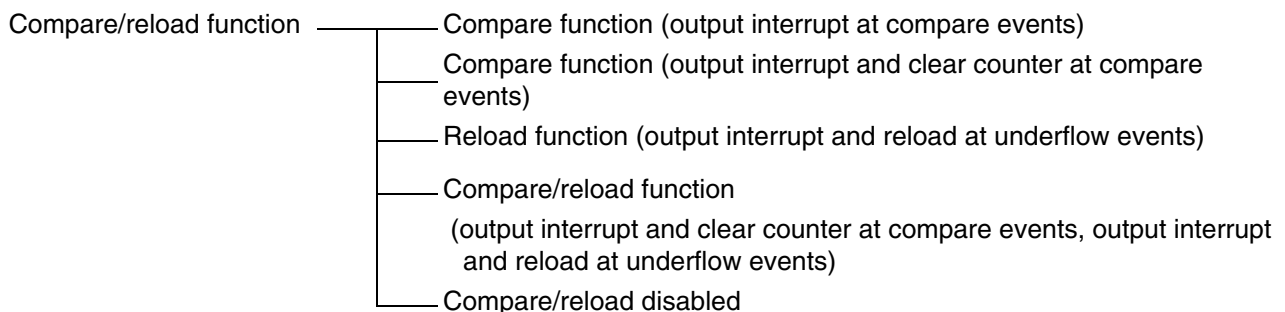 Compare/reload function
Compare function (output interrupt at compare events)
Compare function (output interrupt and clear counter at compare
events)
Reload function (output interrupt and reload at underflow events)
Compare/reload function
(output interrupt and clear counter at compare events, output interrupt
and reload at underflow events)
Compare/reload disabled